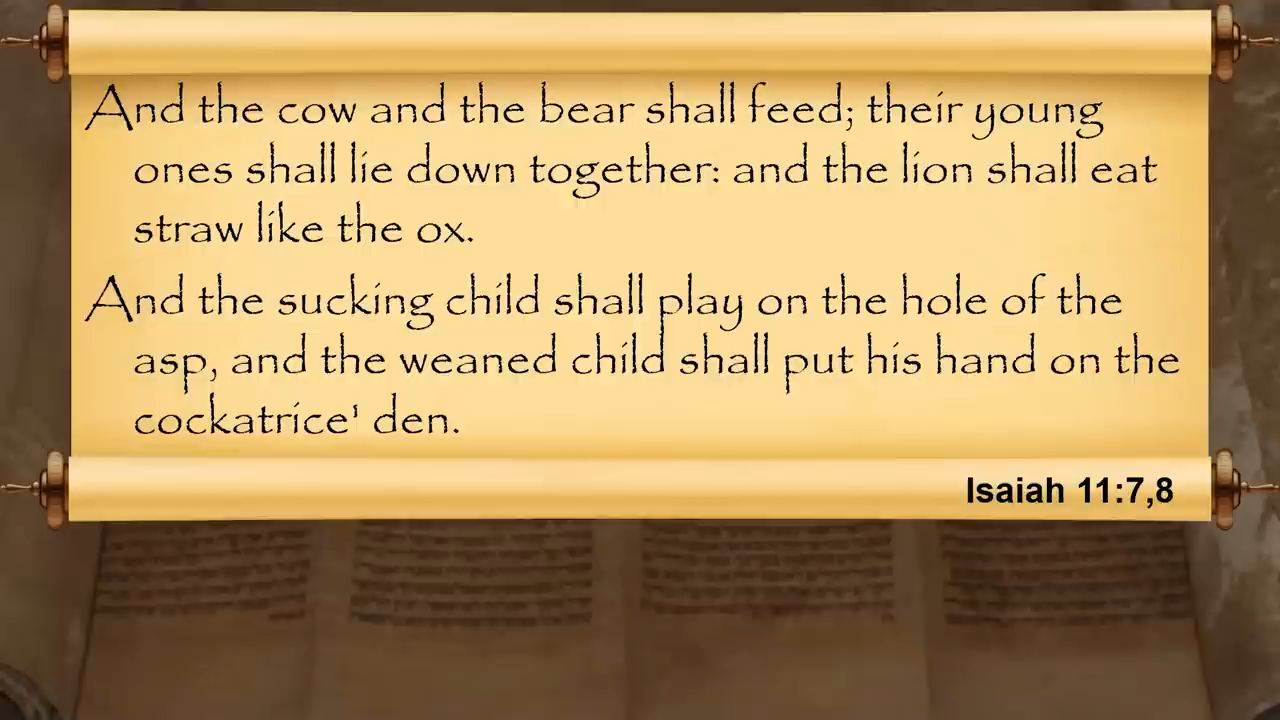 And the cow and the bear shall feed; their young
ones shall lie down together: and the lion shall eat
straw like the ox.
And the sucking child shall play on the hole of the
asp, and the weaned child shall put his hand on the
cockatrice' den.
Isaiah 11:7,8